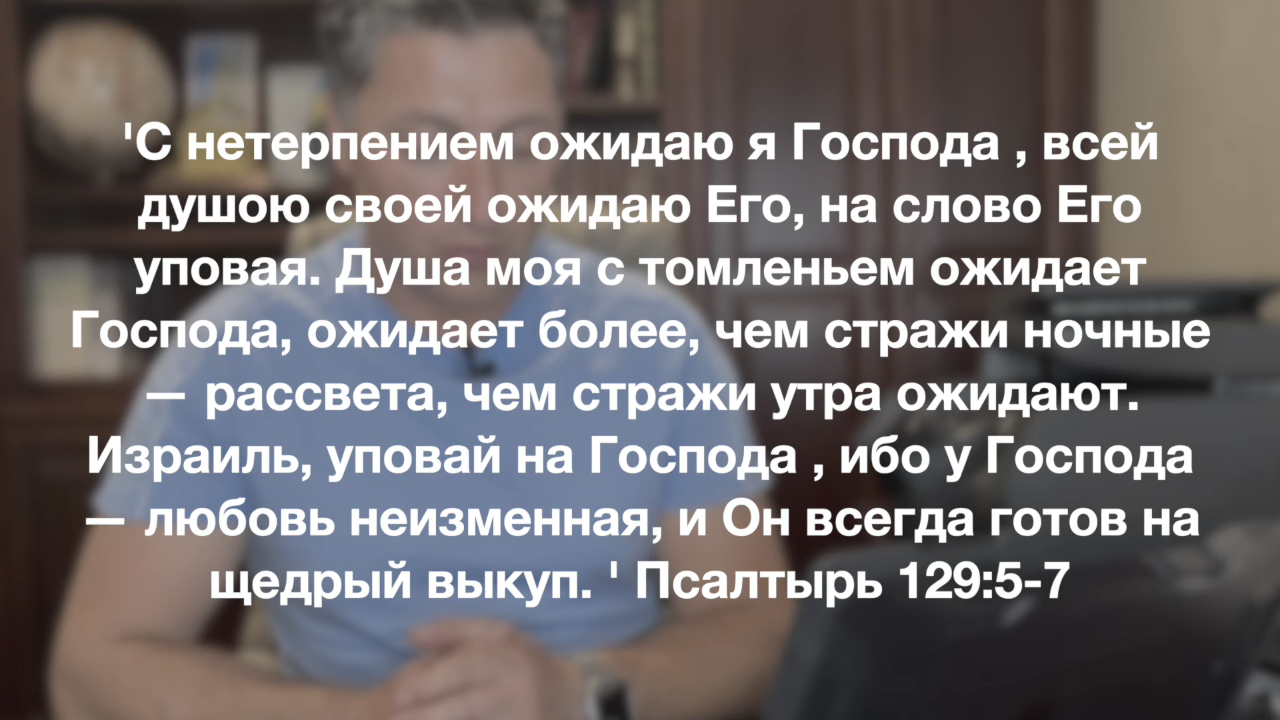 'С нетерпением ожидаю я Господа , всей
душою своей ожидаю Его, на слово Его
уповая. Душа моя с томленьем ожидает
Господа, ожидает более, чем стражи ночные
— рассвета, чем стражи утра ожидают.
Израиль, уповай на Господа , ибо у Господа
— любовь неизменная, и Он всегда готов на
щедрый выкуп. ' Псалтырь 129:5-7